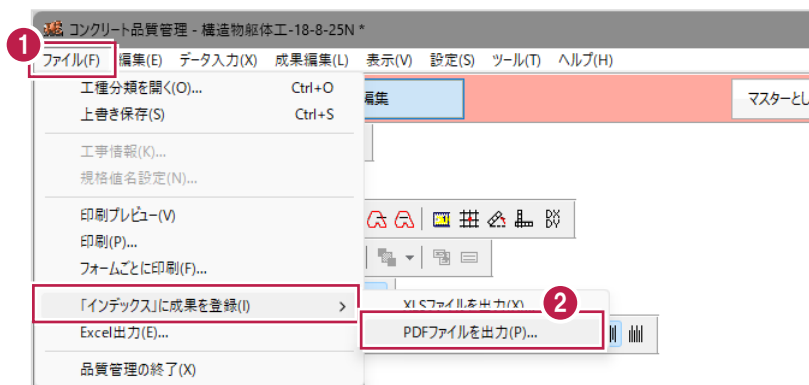 コンクリート品質管理 - 構造物躯体工-18-8-25N *
1
ファイル(F) 編集(E) データ入力(X) 成果編集(L) 表示(V) 設定(S) ツール(T) ヘルプ(H)
工種分類を開く(O)... Ctrl+O
編集
マスターとし
上書き保存(S) Ctrl+S
工事情報(K)...
規格値名設定(N)...
印刷プレビュー(V)
印刷(P)...
フォームごとに印刷(F)...
「インデックス」に成果を登録(I)
XLSファイルを出力(X)
2
Excel出力(E)...
PDFファイルを出力(P)...
品質管理の終了(X)